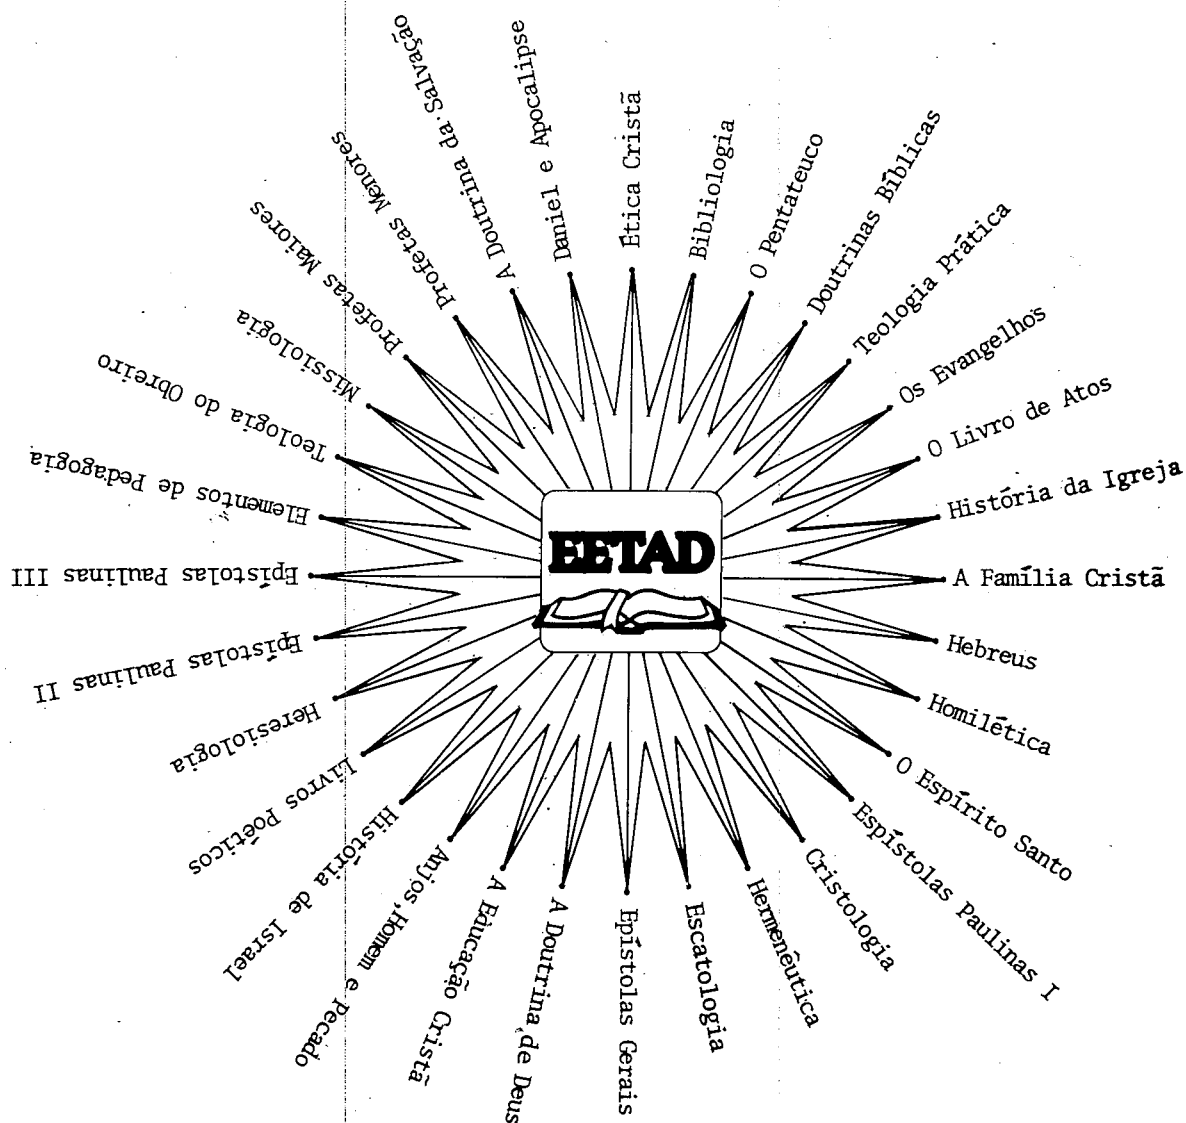 Ética Cristã
Bibliologia
O Pentateuco
Doutrinas Bíblicas
Teologia Prática
Os Evangelhos
O Livro de Atos
História da Igreja
A Família Cristã
Hebreus
Homilética
O Espírito Santo
Espístolas Paulinas I
Cristologia
Hermenêutica
Escatologia
Epístolas Gerais
A Doutrina de Deus
A Educação Cristã
Anjos, Homem e Pecado
História de Israel
Livros Poéticos
Heresiologia
Epístolas Paulinas II
Epístolas Paulinas III
Elementos de Pedagogia
Teologia do Obreiro
Missiologia
Profetas Maiores
Profetas Menores
A Doutrina da Salvação
Daniel e Apocalipse
EETAD